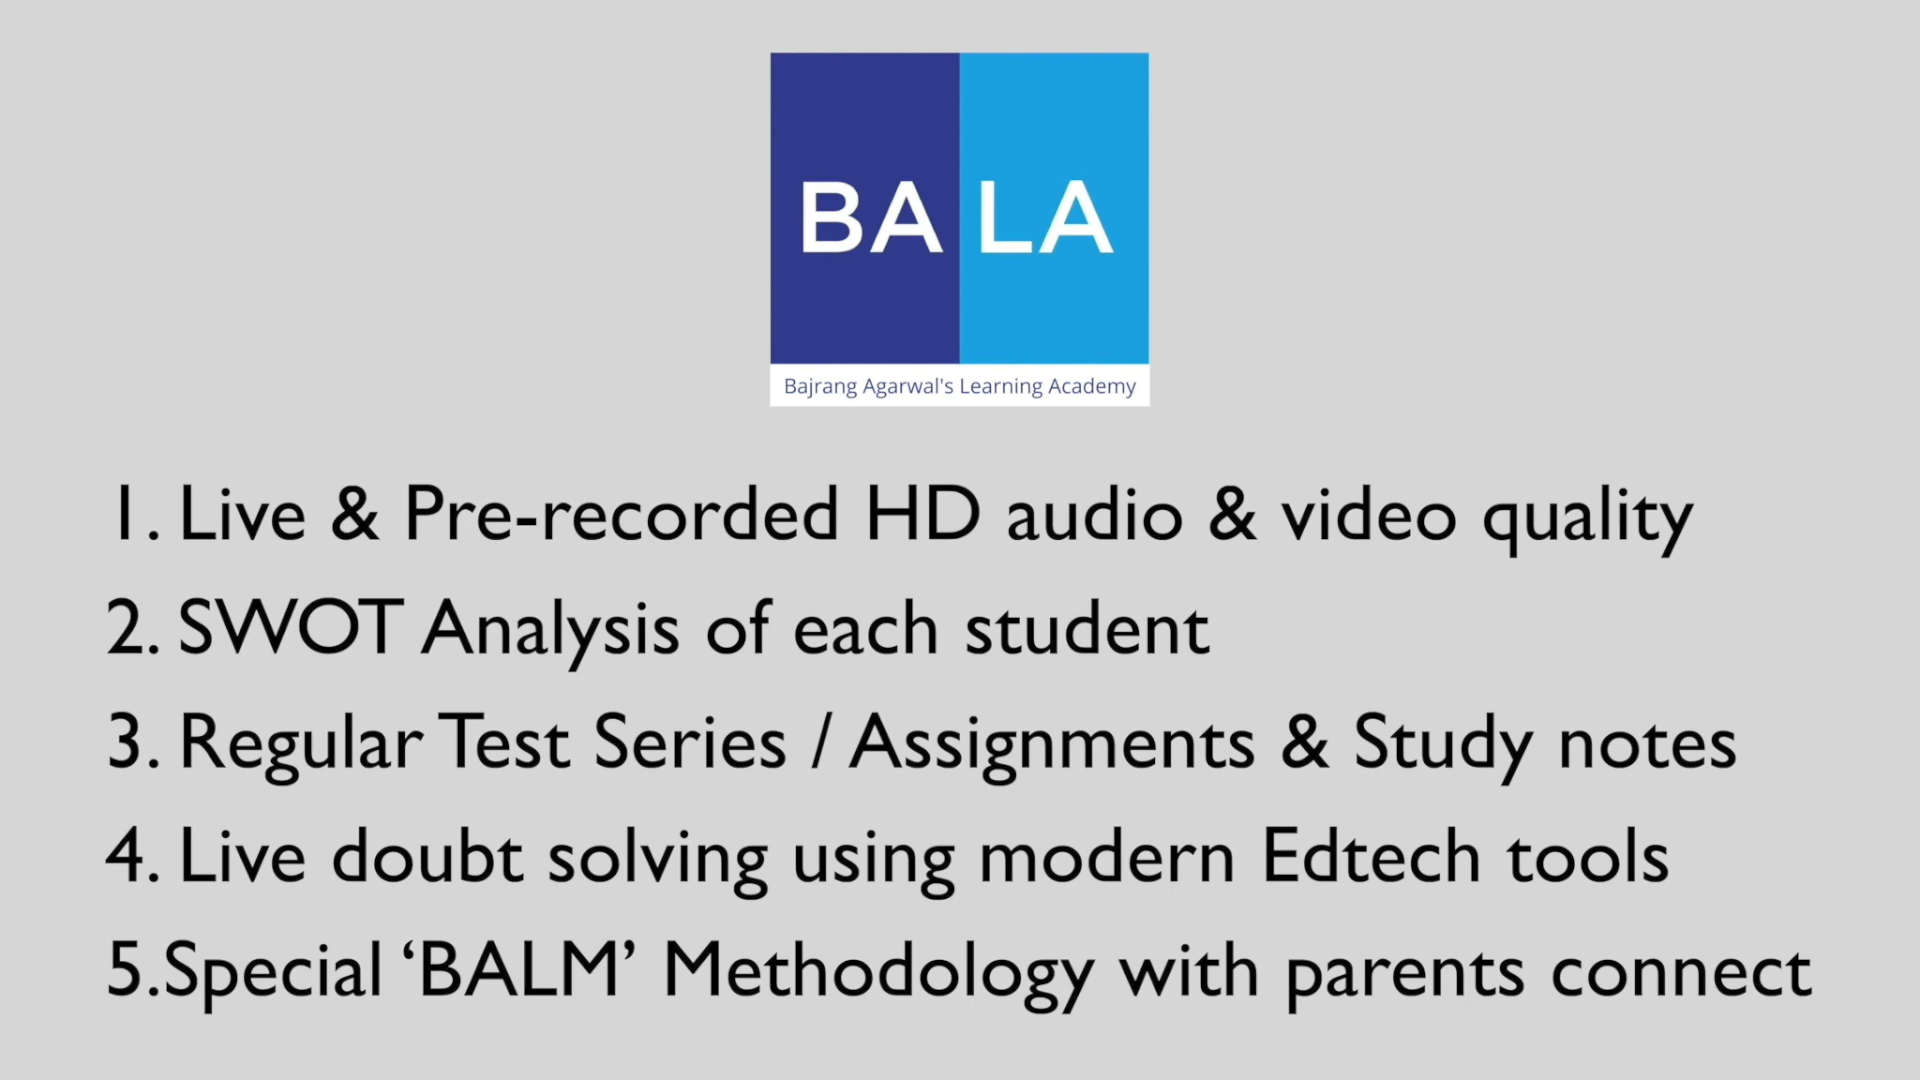 BALA
Bajrang Agarwal's Learning Academy
1. Live & Pre-recorded HD audio & video quality
2. SWOT Analysis of each student
3. Regular Test Series / Assignments & Study notes
4. Live doubt solving using modern Edtech tools
5.Special ‘BALM’ Methodology with parents connect